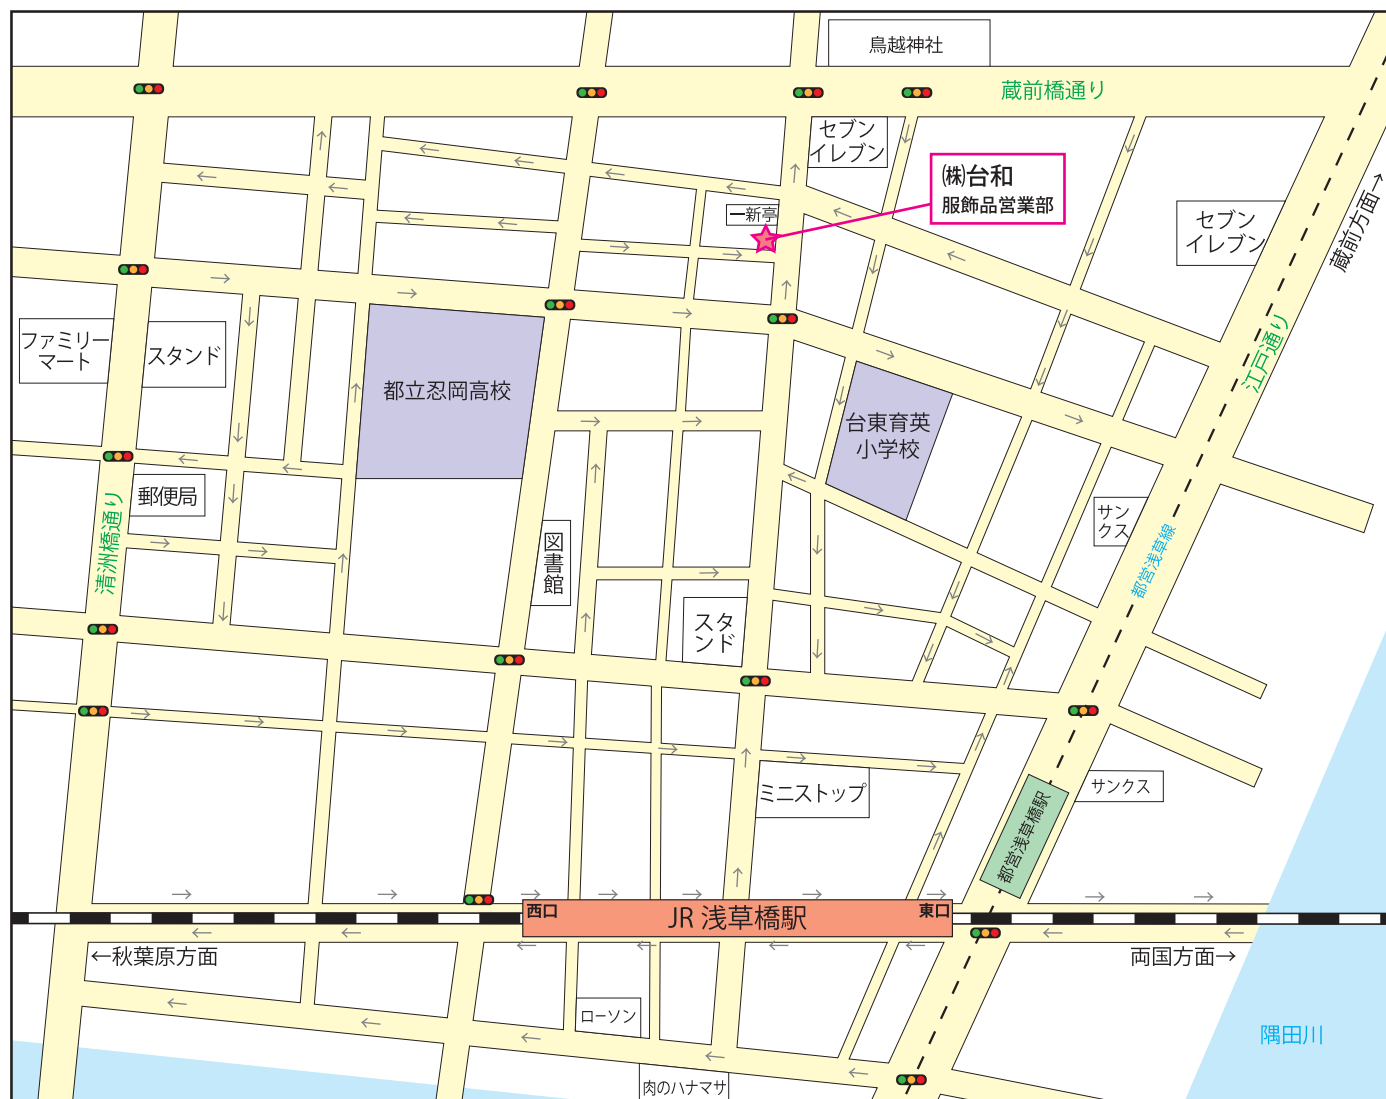 鳥越神社
蔵前橋通り
セブン
イレブン
㈱台和
服飾品営業部
一新亭
セブン
イレブン
蔵前方面→
ファミリー
マート
スタンド
都立忍岡高校
江戸通り
台東育英
小学校
郵便局
清洲橋通り
サン
クス
図書館
都営浅草線
スタ
ンド
ミニストップ
サンクス
都営浅草橋駅
西口
JR 浅草橋駅
東口
←秋葉原方面
両国方面→
ローソン
隅田川
肉のハナマサ